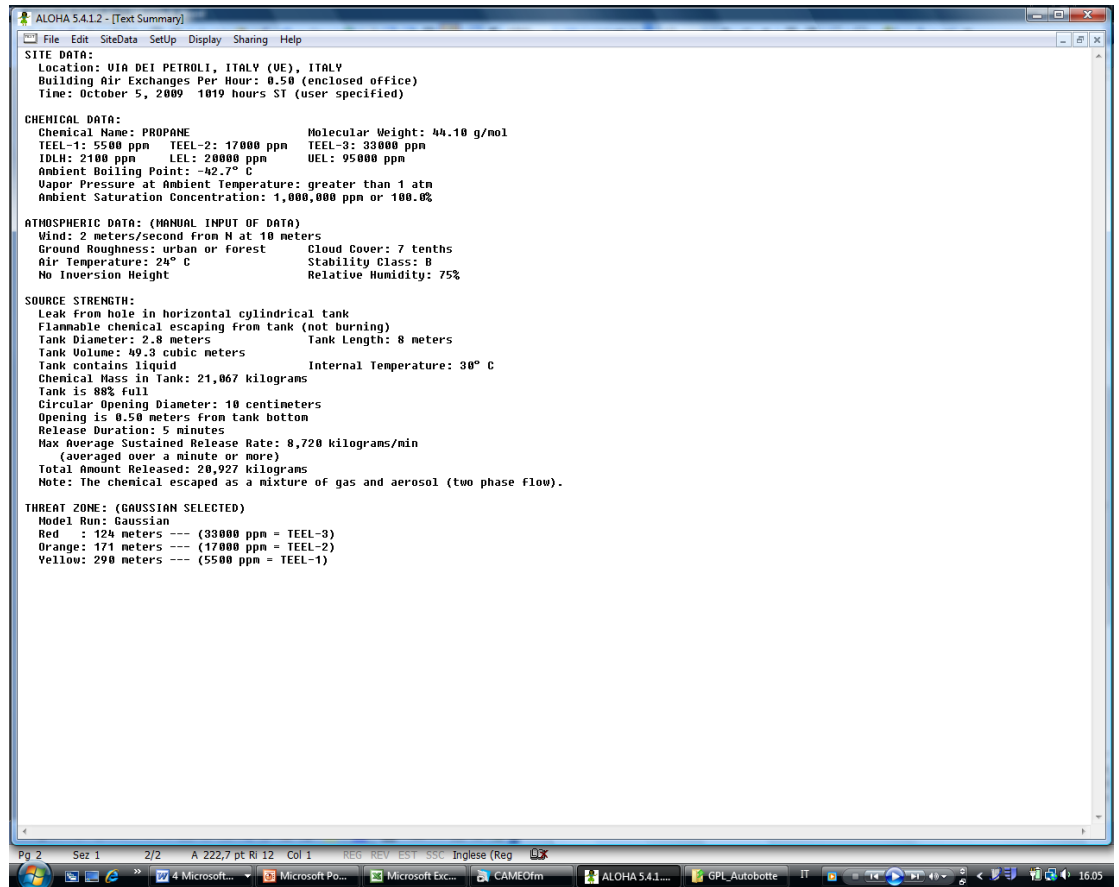 ALOHA 5.4.1.2 - [Text Summary]
File Edit SiteData SetUp Display Sharing Help
SITE DATA:
Location: VIA DEI PETROLI, ITALY (VE), ITALY
Building Air Exchanges Per Hour: 0.50 (enclosed office)
Time: October 5, 2009 1019 hours ST (user specified)
CHEMICAL DATA:
Chemical Name: PROPANE Molecular Weight: 44.10 g/mol
TEEL-1: 5500 ppm TEEL-2: 17000 ppm TEEL-3: 33000 ppm
IDLH: 2100 ppm LEL: 20000 ppm UEL: 95000 ppm
Ambient Boiling Point: -42.7° C
Vapor Pressure at Ambient Temperature: greater than 1 atm
Ambient Saturation Concentration: 1,000,000 ppm or 100.0%
ATMOSPHERIC DATA: (MANUAL INPUT OF DATA)
Wind: 2 meters/second from N at 10 meters
Ground Roughness: urban or forest Cloud Cover: 7 tenths
Air Temperature: 24° C Stability Class: B
No Inversion Height Relative Humidity: 75%
SOURCE STRENGTH:
Leak from hole in horizontal cylindrical tank
Flammable chemical escaping from tank (not burning)
Tank Diameter: 2.8 meters Tank Length: 8 meters
Tank Volume: 49.3 cubic meters
Tank contains liquid Internal Temperature: 30° C
Chemical Mass in Tank: 21,067 kilograms
Tank is 88% full
Circular Opening Diameter: 10 centimeters
Opening is 0.50 meters from tank bottom
Release Duration: 5 minutes
Max Average Sustained Release Rate: 8,720 kilograms/min
(averaged over a minute or more)
Total Amount Released: 20,927 kilograms
Note: The chemical escaped as a mixture of gas and aerosol (two phase flow).
THREAT ZONE: (GAUSSIAN SELECTED)
Model Run: Gaussian
Red : 124 meters --- (33000 ppm = TEEL-3)
Orange: 171 meters --- (17000 ppm = TEEL-2)
Yellow: 290 meters --- (5500 ppm = TEEL-1)
Pg 2 Sez 1 2/2 A 222,7 pt Ri 12 Col 1 REG REV EST SSC Inglese (Reg
4 Microsoft... Microsoft Po... Microsoft Exc... CAMEOfm ALOHA 5.4.1.... GPL_Autobotte IT 16.05